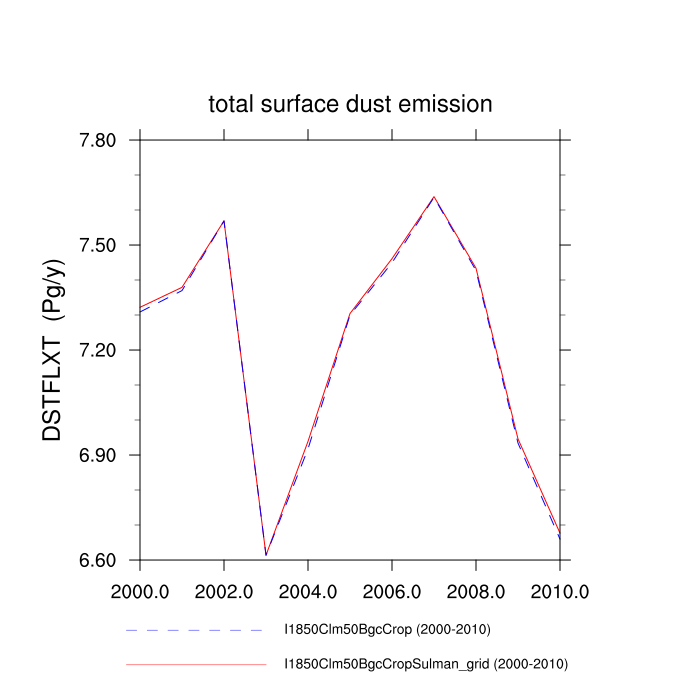 total surface dust emission
7.80
7.50
7.20
6.90
6.60
DSTFLXT (Pg/y)
2000.0 2002.0 2004.0 2006.0 2008.0 2010.0
I1850Clm50BgcCrop (2000-2010)
I1850Clm50BgcCropSulman_grid (2000-2010)